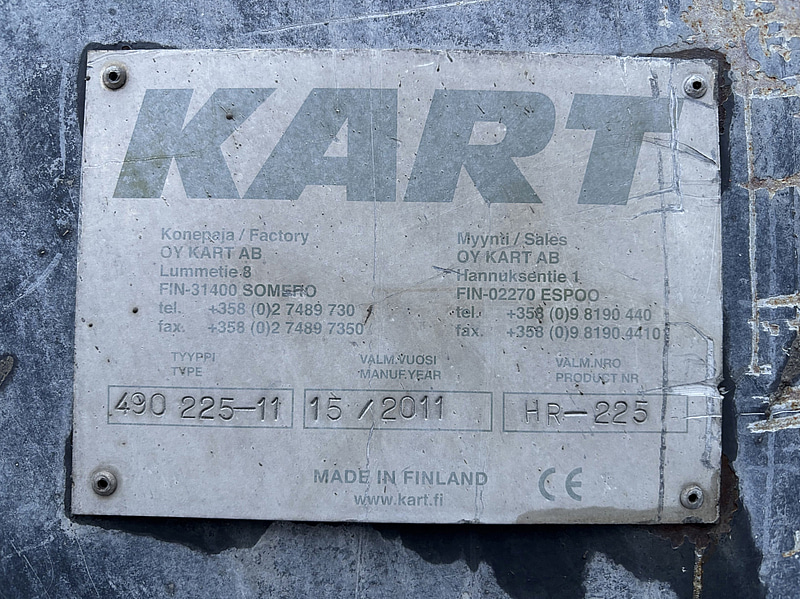 KART
Konepaja / Factory
OY KART AB
Lummetie 8
FIN-31400 SOMERO
tel. +358 (0)2 7489 730
fax. +358 (0)2 7489 7350
Myynti / Sales
OY KART AB
Hannuksentie 1
FIN-02270 ESPOO
tel. +358 (0)9 8190 440
fax. +358 (0)9 8190 4410
TYYPPI
TYPE
490 225-11
VALM.VUOSI
MANUF.YEAR
15/2011
VALM.NRO
PRODUCT NR
HR-225
MADE IN FINLAND
www.kart.fi
CE